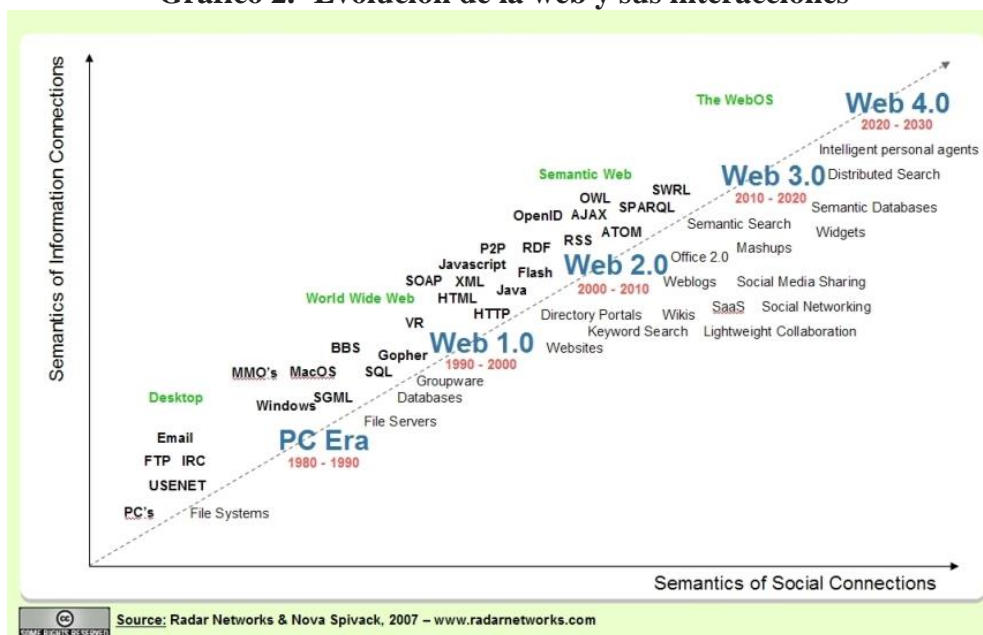 Gráfico 2. Evolución de la web y sus interacciones
Semantics of Information Connections
The WebOS
Web 4.0
2020 - 2030
Intelligent personal agents
Semantic Web
Web 3.0
Distributed Search
2010 - 2020
SWRL
OWL
SPARQL
Semantic Databases
OpenID AJAX
Semantic Search
Widgets
ATOM
RSS
P2P RDF
Mashups
Office 2.0
Javascript
Flash
Web 2.0
SOAP XML
Java
2000 - 2010
Weblogs
Social Media Sharing
World Wide Web
HTML
SaaS
Social Networking
HTTP
Directory Portals
Wikis
VR
Keyword Search
Lightweight Collaboration
Web 1.0
Websites
BBS
Gopher
1990 - 2000
MMO's
MacOS
SQL
Groupware
Desktop
SGML
Databases
Windows
File Servers
Email
PC Era
FTP IRC
1980 - 1990
USENET
PC's
File Systems
Semantics of Social Connections
cc
SOME RIGHTS RESERVED
Source: Radar Networks & Nova Spivack, 2007 – www.radarnetworks.com